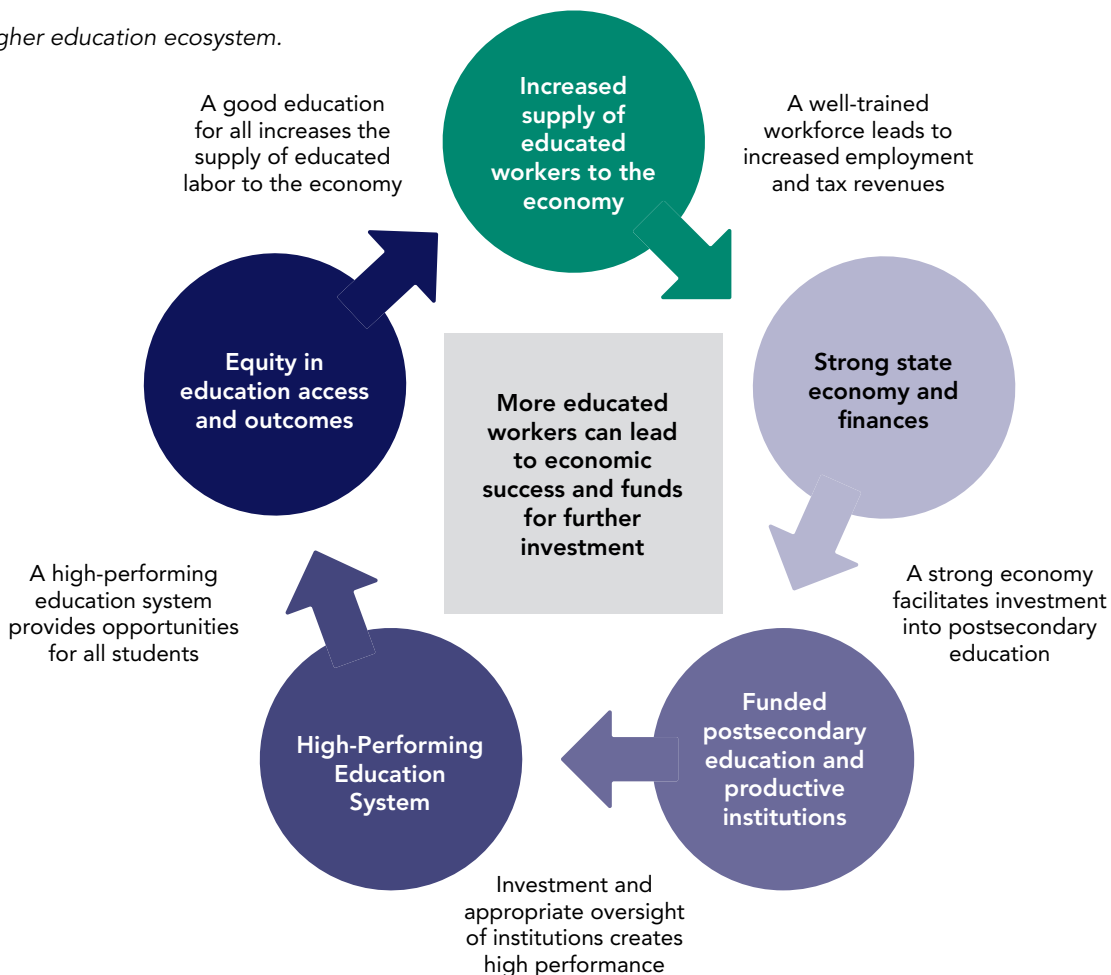 higher education ecosystem.
A good education
for all increases the
supply of educated
labor to the economy
Increased
supply of
educated
workers to the
economy
A well-trained
workforce leads to
increased employment
and tax revenues
Equity in
education access
and outcomes
More educated
workers can lead
to economic
success and funds
for further
investment
Strong state
economy and
finances
A high-performing
education system
provides opportunities
for all students
A strong economy
facilitates investment
into postsecondary
education
High-Performing
Education
System
Funded
postsecondary
education and
productive
institutions
Investment and
appropriate oversight
of institutions creates
high performance